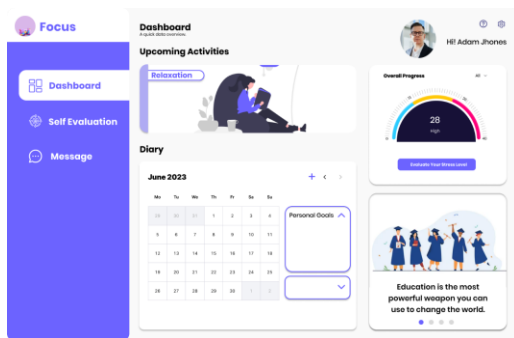 Focus
Dashboard
Self Evaluation
Message
Dashboard
A quick data overview.
Hi! Adam Jhones
Upcoming Activities
Relaxation
Diary
June 2023
+ < >
Mo Tu We Th Fr Sa Su
29 30 31 1 2 3 4
5 6 7 8 9 10 11
12 13 14 15 16 17 18
19 20 21 22 23 24 25
26 27 28 29 30 1 2
Personal Goals
Overall Progress
All
28
High
Evaluate Your Stress Level
Education is the most
powerful weapon you can
use to change the world.